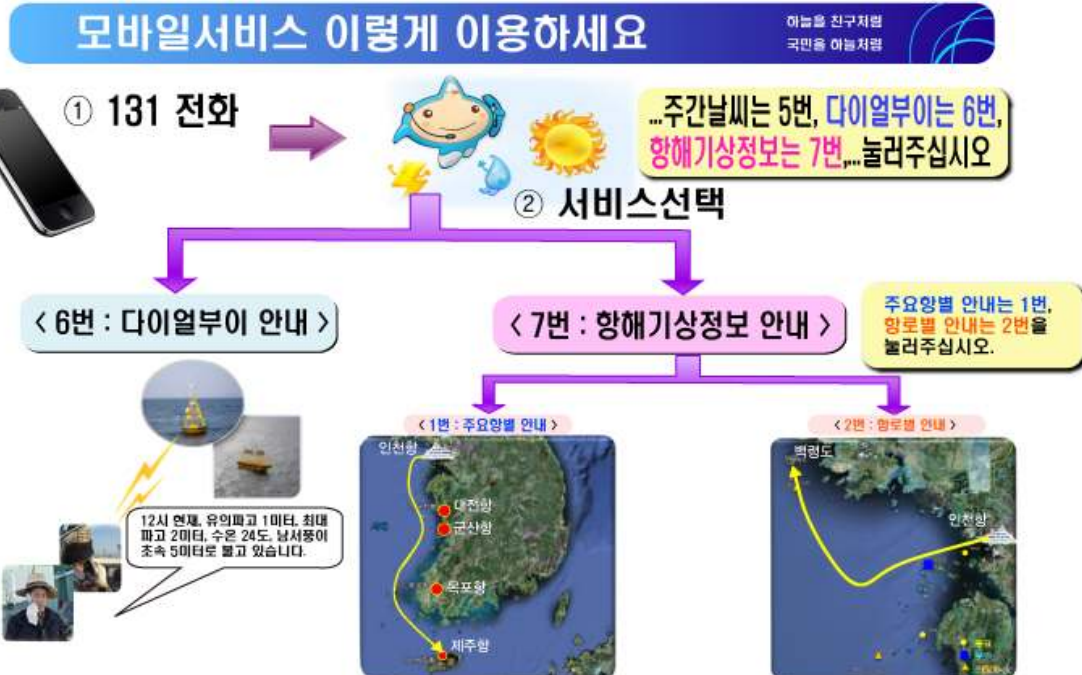 모바일서비스 이렇게 이용하세요
하늘을 친구처럼
국민을 하늘처럼
① 131 전화
...주간날씨는 5번, 다이얼부이는 6번,
항해기상정보는 7번,...눌러주십시오
② 서비스선택
< 6번 : 다이얼부이 안내 >
< 7번 : 항해기상정보 안내 >
주요항별 안내는 1번,
항로별 안내는 2번을
눌러주십시오.
12시 현재, 유의파고 1미터, 최대
파고 2미터, 수온 24도, 남서풍이
초속 5미터로 불고 있습니다.
< 1번 : 주요항별 안내 >
인천항
대전항
군산항
목포항
제주항
< 2번 : 항로별 안내 >
백령도
인천항